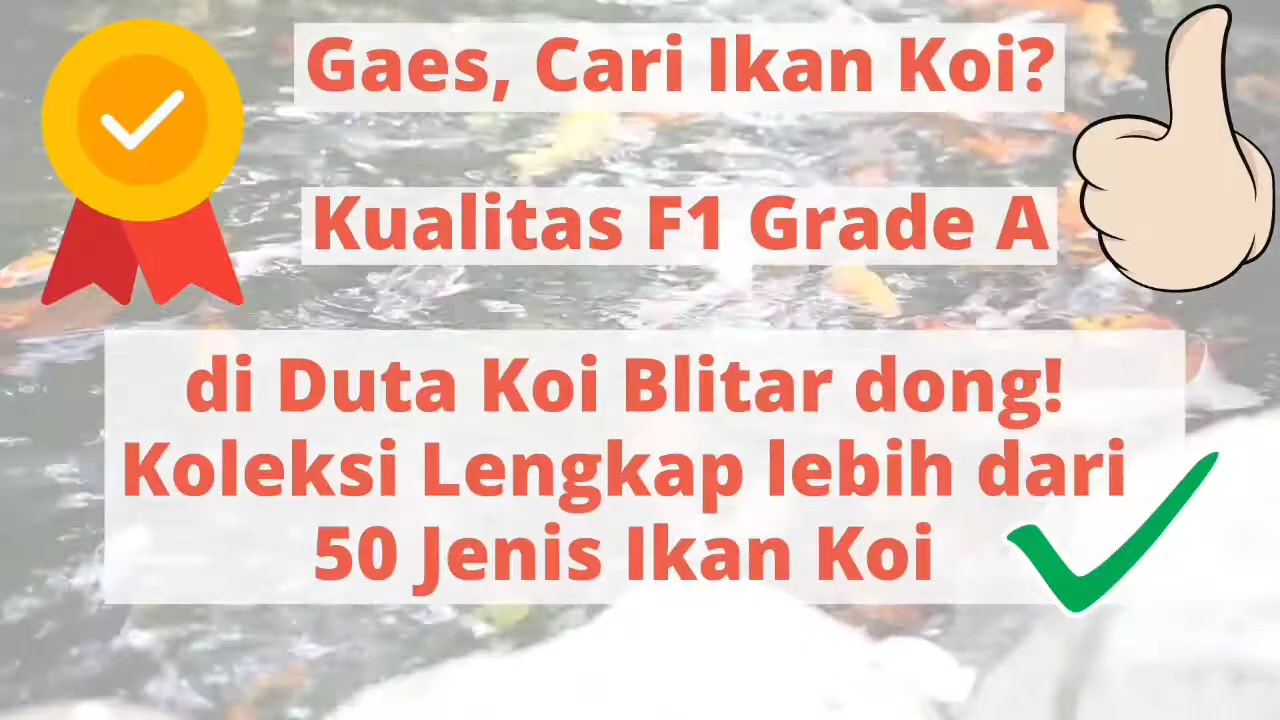 Gaes, Cari Ikan Koi?
Kualitas F1 Grade A
di Duta Koi Blitar dong!
Koleksi Lengkap lebih dari
50 Jenis Ikan Koi